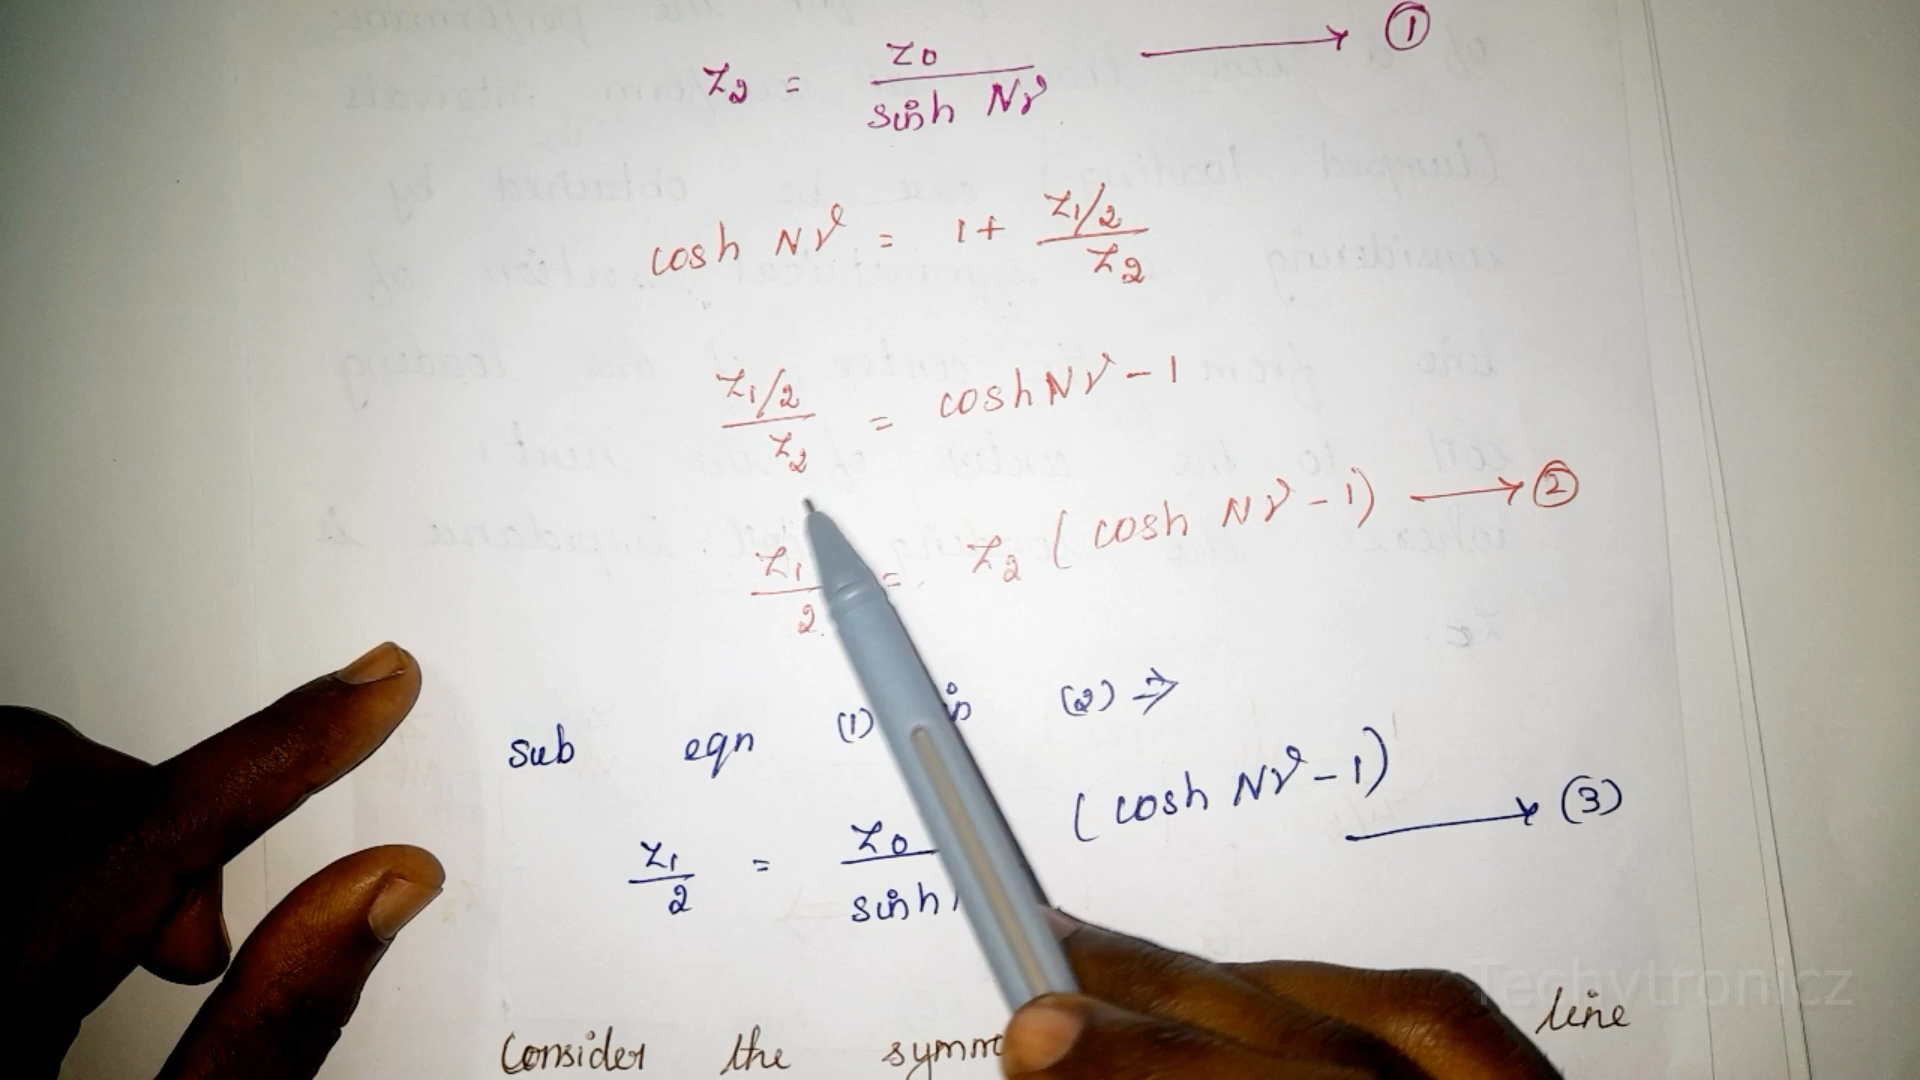 Z₂ = Z₀ / sinh Nγ → ①
cosh Nγ = 1 + (Z₁/2) / Z₂
(Z₁/2) / Z₂ = cosh Nγ - 1
Z₁ / 2 = Z₂ (cosh Nγ - 1) → ②
sub eqn (1) in (2) ⇒
Z₁ / 2 = Z₀ / sinh (cosh Nγ - 1) → (3)
Techytronicz
Consider the line